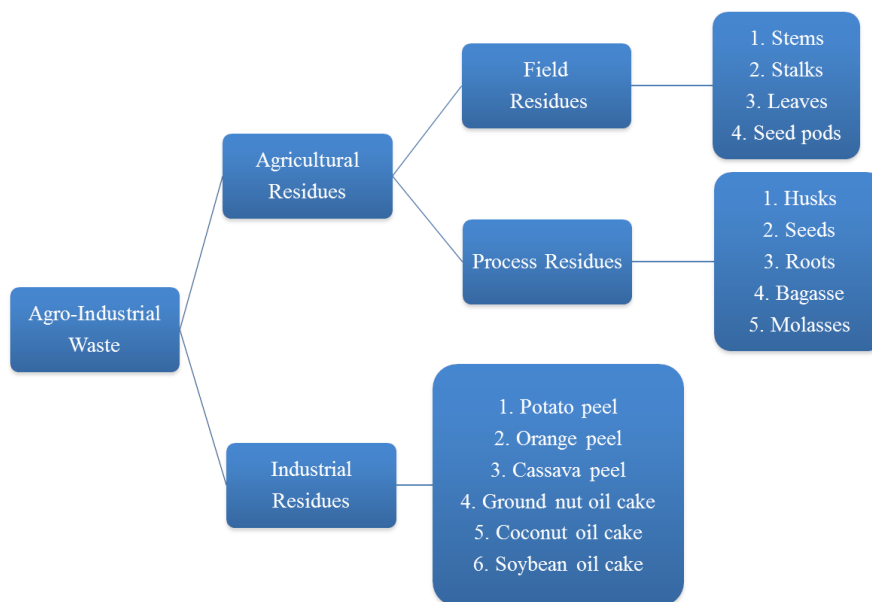 Agro-Industrial
Waste
Agricultural
Residues
Field
Residues
1. Stems
2. Stalks
3. Leaves
4. Seed pods
Process Residues
1. Husks
2. Seeds
3. Roots
4. Bagasse
5. Molasses
Industrial
Residues
1. Potato peel
2. Orange peel
3. Cassava peel
4. Ground nut oil cake
5. Coconut oil cake
6. Soybean oil cake